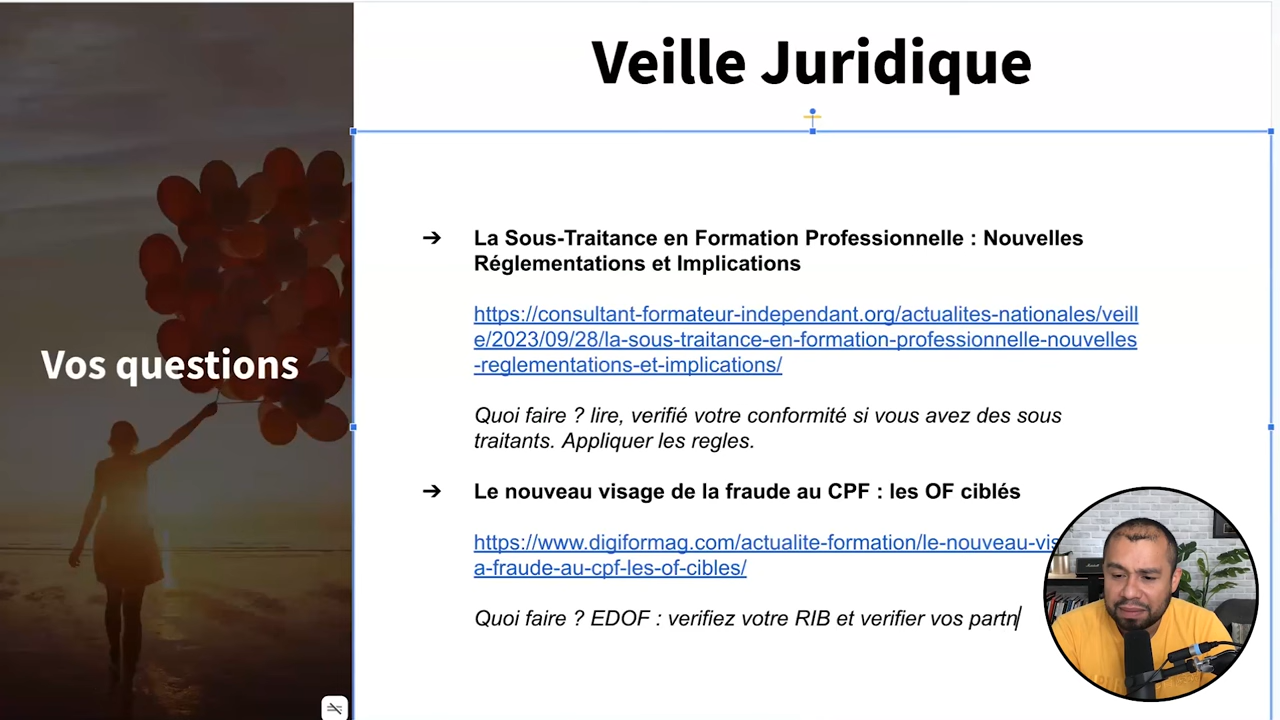 Veille Juridique
Vos questions
➔ La Sous-Traitance en Formation Professionnelle : Nouvelles
Réglementations et Implications
https://consultant-formateur-independant.org/actualites-nationales/veill
e/2023/09/28/la-sous-traitance-en-formation-professionnelle-nouvelles
-reglementations-et-implications/
Quoi faire ? lire, verifié votre conformité si vous avez des sous
traitants. Appliquer les regles.
➔ Le nouveau visage de la fraude au CPF : les OF ciblés
https://www.digiformag.com/actualite-formation/le-nouveau-vis
a-fraude-au-cpf-les-of-cibles/
Quoi faire ? EDOF : verifiez votre RIB et verifier vos partn